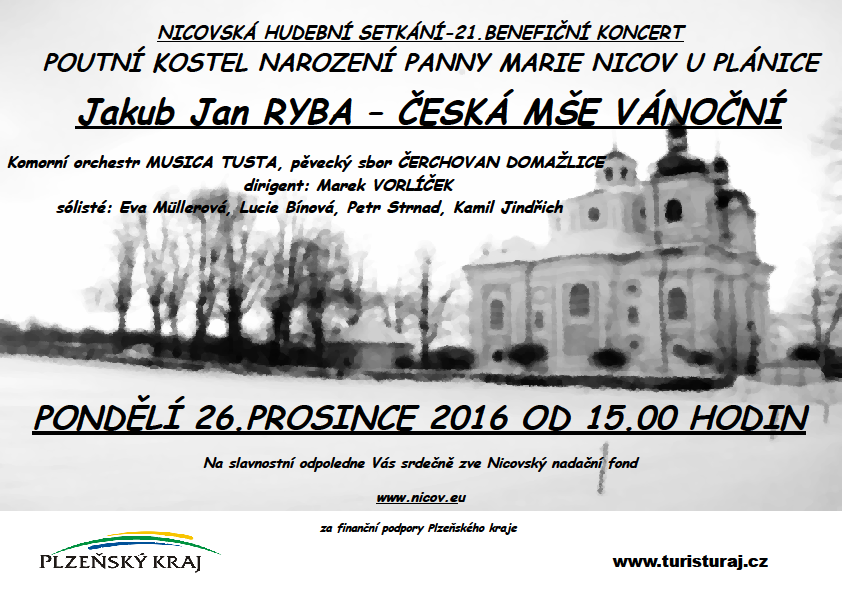 NICOVSKÁ HUDEBNÍ SETKÁNÍ-21.BENEFIČNÍ KONCERT
POUTNÍ KOSTEL NAROZENÍ PANNY MARIE NICOV U PLÁNICE
Jakub Jan RYBA – ČESKÁ MŠE VÁNOČNÍ
Komorní orchestr MUSICA TUSTA, pěvecký sbor ČERCHOVAN DOMAŽLICE
dirigent: Marek VORLÍČEK
sólisté: Eva Müllerová, Lucie Bínová, Petr Strnad, Kamil Jindřich
PONDĚLÍ 26.PROSINCE 2016 OD 15.00 HODIN
Na slavnostní odpoledne Vás srdečně zve Nicovský nadační fond
www.nicov.eu
za finanční podpory Plzeňského kraje
PLZEŇSKÝ KRAJ
www.turisturaj.cz